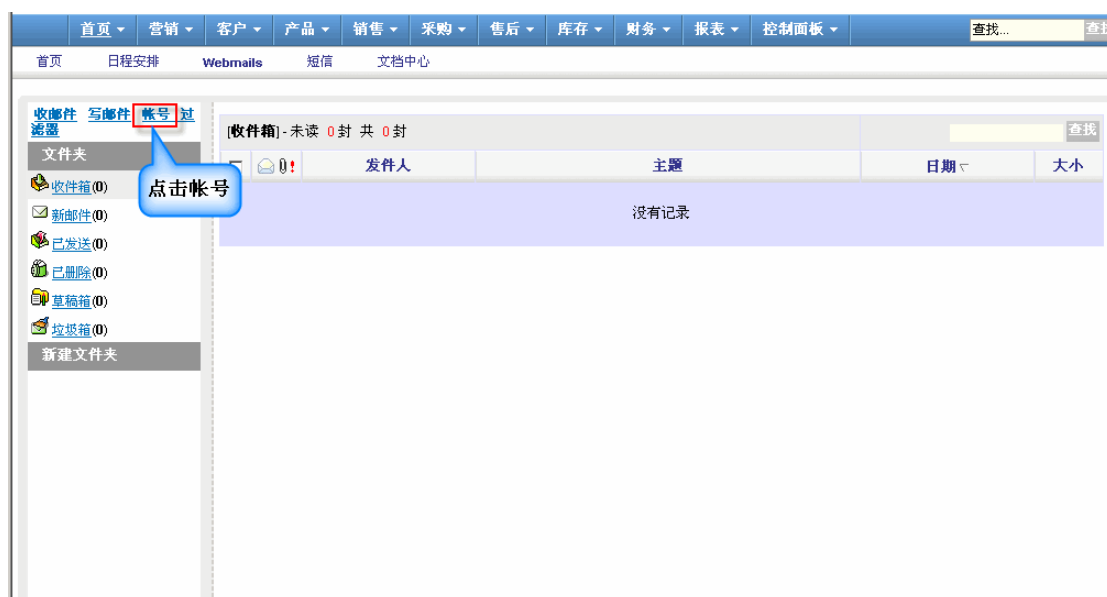 首页 营销 客户 产品 销售 采购 售后 库存 财务 报表 控制面板 查找...
首页 日程安排 Webmails 短信 文档中心
收邮件 写邮件 帐号 过
滤器
[收件箱] - 未读 0 封 共 0 封 查找
文件夹
发件人 主题 日期 大小
点击帐号
收件箱(0)
新邮件(0)
没有记录
已发送(0)
已删除(0)
草稿箱(0)
垃圾箱(0)
新建文件夹